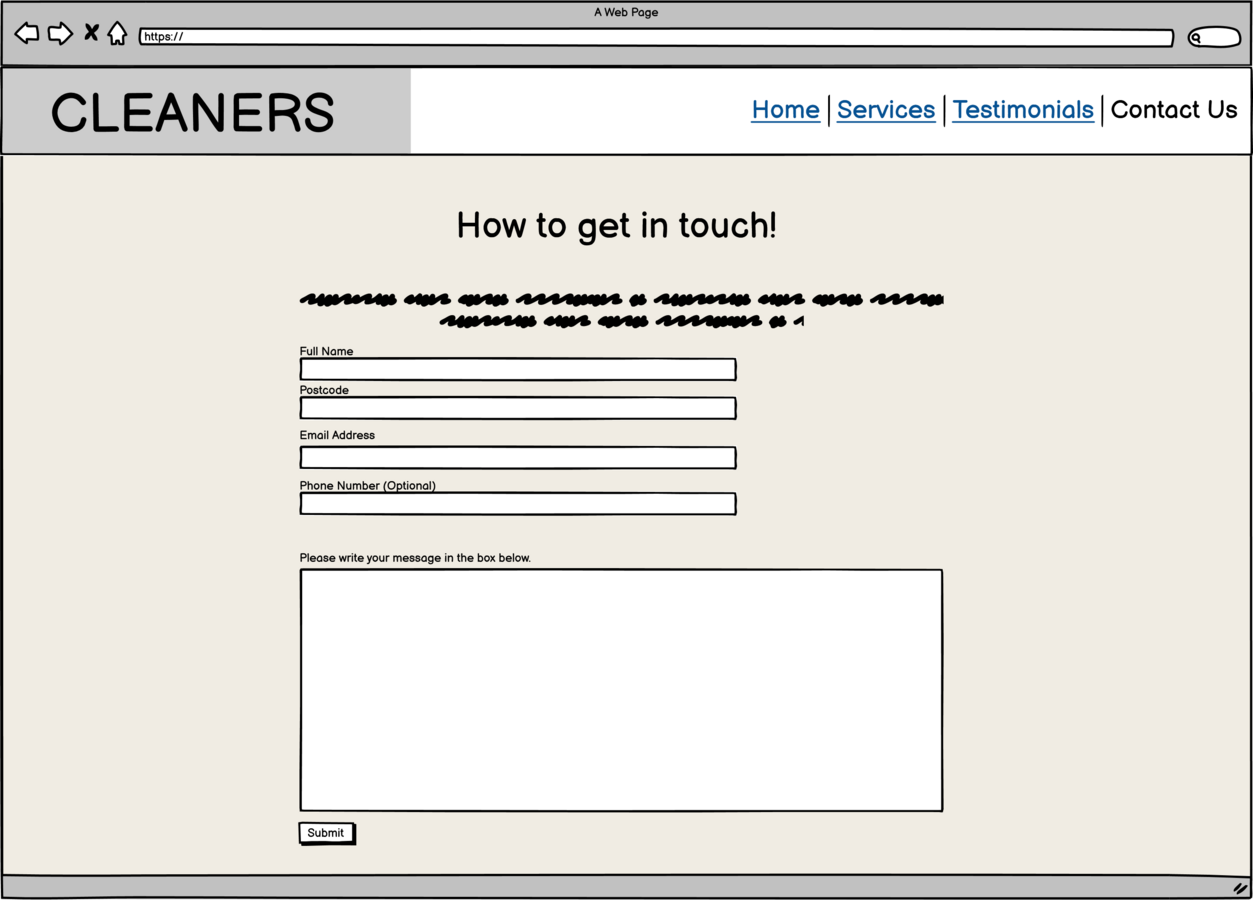 A Web Page
https://
CLEANERS
Home | Services | Testimonials | Contact Us
How to get in touch!
Full Name
Postcode
Email Address
Phone Number (Optional)
Please write your message in the box below.
Submit